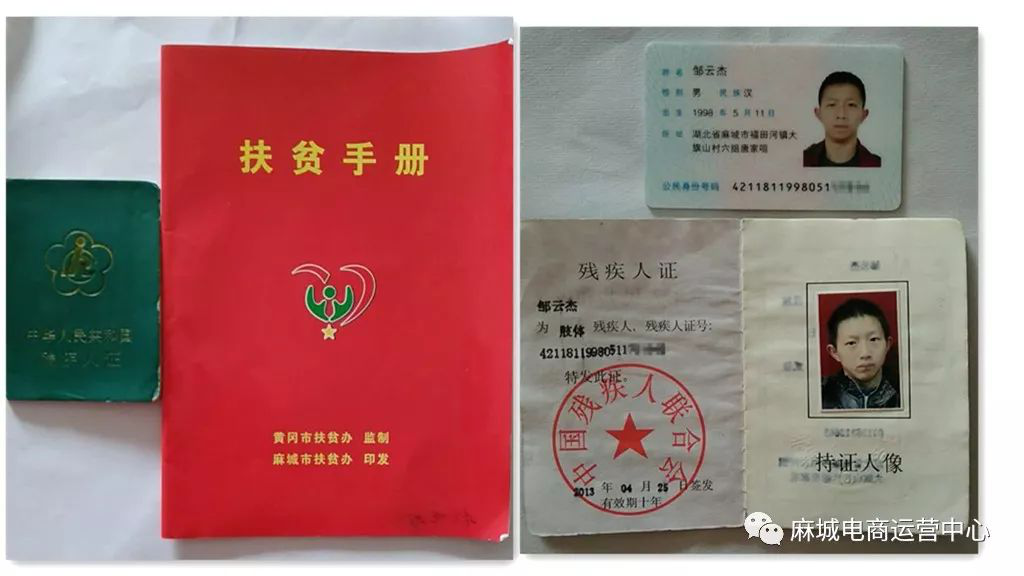 中华人民共和国
残疾人证
扶贫手册
黄冈市扶贫办 监制
麻城市扶贫办 印发
姓名 邹云杰
性别 男 民族 汉
出生 1998 年 5 月 11 日
住址 湖北省麻城市福田河镇大
旗山村六组唐家咀
公民身份号码 4211811998051
残疾人证
邹云杰
为 肢体 残疾人、残疾人证号:
42118119980511
特发此证。
中国残疾人联合会
2013 年 04 月 25 日签发
有效期十年
持证人像
麻城电商运营中心